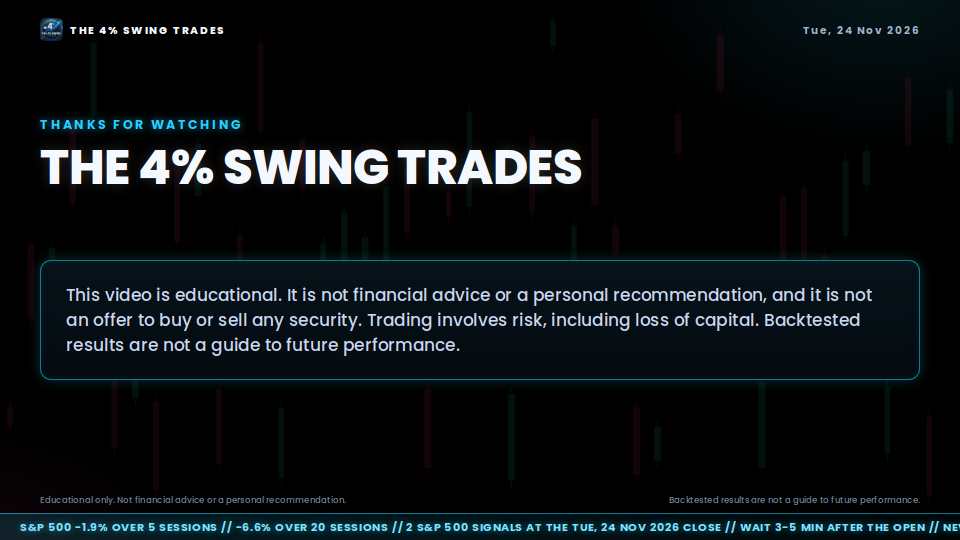 THE 4% SWING TRADES
Tue, 24 Nov 2026
THANKS FOR WATCHING
THE 4% SWING TRADES
This video is educational. It is not financial advice or a personal recommendation, and it is not
an offer to buy or sell any security. Trading involves risk, including loss of capital. Backtested
results are not a guide to future performance.
Educational only. Not financial advice or a personal recommendation.
Backtested results are not a guide to future performance.
S&P 500 -1.9% OVER 5 SESSIONS // -6.6% OVER 20 SESSIONS // 2 S&P 500 SIGNALS AT THE TUE, 24 NOV 2026 CLOSE // WAIT 3-5 MIN AFTER THE OPEN //